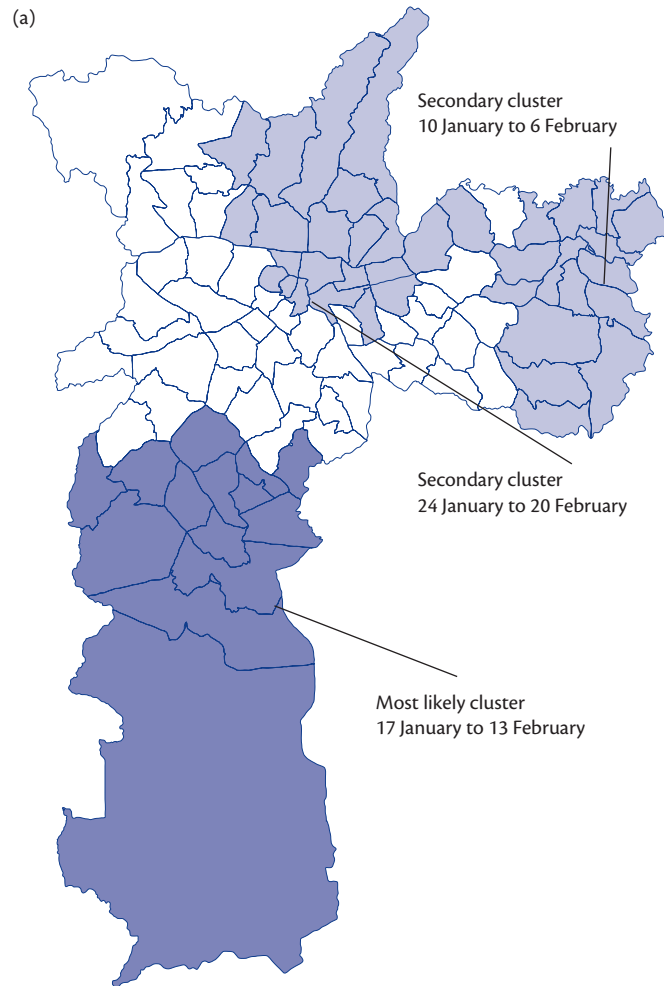 (a)
Secondary cluster
10 January to 6 February
Secondary cluster
24 January to 20 February
Most likely cluster
17 January to 13 February